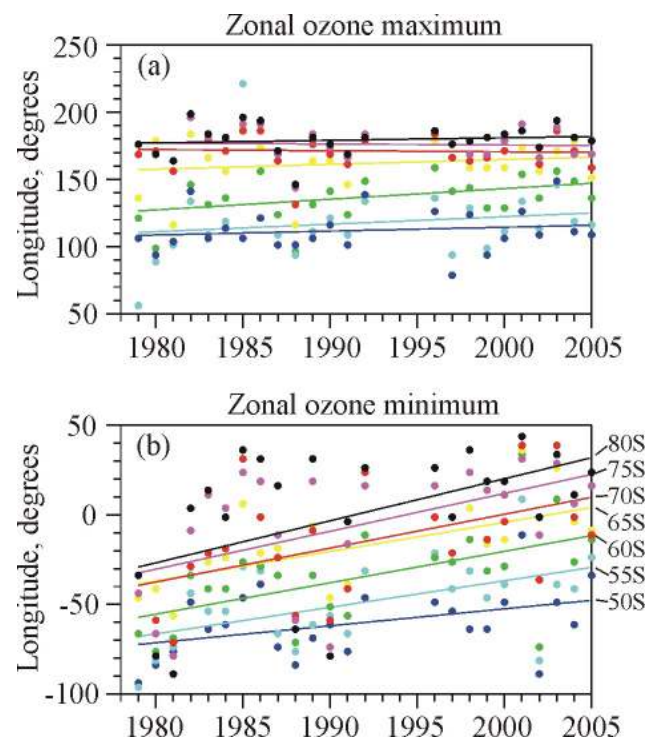 Zonal ozone maximum
(a)
Longitude, degrees
250
200
150
100
50
1980 1985 1990 1995 2000 2005
Zonal ozone minimum
(b)
Longitude, degrees
50
0
-50
-100
80S
75S
70S
65S
60S
55S
50S
1980 1985 1990 1995 2000 2005